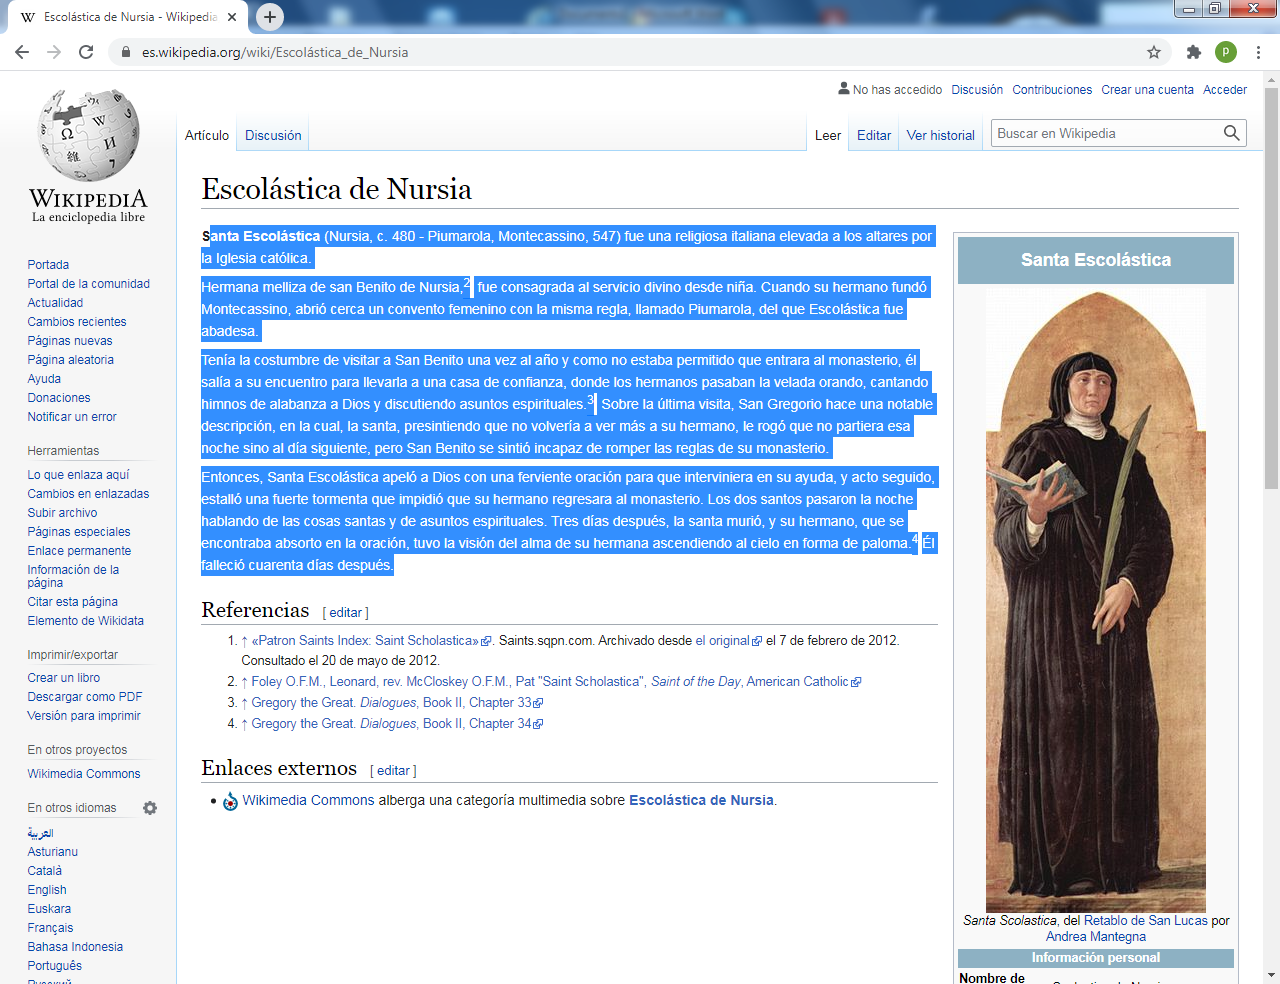 Escolástica de Nursia - Wikipedia
es.wikipedia.org/wiki/Escolástica_de_Nursia
p
No has accedido Discusión Contribuciones Crear una cuenta Acceder
WIKIPEDIA
La enciclopedia libre
Artículo Discusión Leer Editar Ver historial Buscar en Wikipedia
Portada
Portal de la comunidad
Actualidad
Cambios recientes
Páginas nuevas
Página aleatoria
Ayuda
Donaciones
Notificar un error
Herramientas
Lo que enlaza aquí
Cambios en enlazadas
Subir archivo
Páginas especiales
Enlace permanente
Información de la
página
Citar esta página
Elemento de Wikidata
Imprimir/exportar
Crear un libro
Descargar como PDF
Versión para imprimir
En otros proyectos
Wikimedia Commons
En otros idiomas
العربية
Asturianu
Català
English
Euskara
Français
Bahasa Indonesia
Português
Русский
Escolástica de Nursia
Santa Escolástica (Nursia, c. 480 - Piumarola, Montecassino, 547) fue una religiosa italiana elevada a los altares por
la Iglesia católica.
Hermana melliza de san Benito de Nursia,2 fue consagrada al servicio divino desde niña. Cuando su hermano fundó
Montecassino, abrió cerca un convento femenino con la misma regla, llamado Piumarola, del que Escolástica fue
abadesa.
Tenía la costumbre de visitar a San Benito una vez al año y como no estaba permitido que entrara al monasterio, él
salía a su encuentro para llevarla a una casa de confianza, donde los hermanos pasaban la velada orando, cantando
himnos de alabanza a Dios y discutiendo asuntos espirituales.3 Sobre la última visita, San Gregorio hace una notable
descripción, en la cual, la santa, presintiendo que no volvería a ver más a su hermano, le rogó que no partiera esa
noche sino al día siguiente, pero San Benito se sintió incapaz de romper las reglas de su monasterio.
Entonces, Santa Escolástica apeló a Dios con una ferviente oración para que interviniera en su ayuda, y acto seguido,
estalló una fuerte tormenta que impidió que su hermano regresara al monasterio. Los dos santos pasaron la noche
hablando de las cosas santas y de asuntos espirituales. Tres días después, la santa murió, y su hermano, que se
encontraba absorto en la oración, tuvo la visión del alma de su hermana ascendiendo al cielo en forma de paloma.4 Él
falleció cuarenta días después.
Referencias [ editar ]
1. ↑ «Patron Saints Index: Saint Scholastica». Saints.sqpn.com. Archivado desde el original el 7 de febrero de 2012.
Consultado el 20 de mayo de 2012.
2. ↑ Foley O.F.M., Leonard, rev. McCloskey O.F.M., Pat "Saint Scholastica", Saint of the Day, American Catholic
3. ↑ Gregory the Great. Dialogues, Book II, Chapter 33
4. ↑ Gregory the Great. Dialogues, Book II, Chapter 34
Enlaces externos [ editar ]
• Wikimedia Commons alberga una categoría multimedia sobre Escolástica de Nursia.
Santa Escolástica
Santa Scolastica, del Retablo de San Lucas por
Andrea Mantegna
Información personal
Nombre de